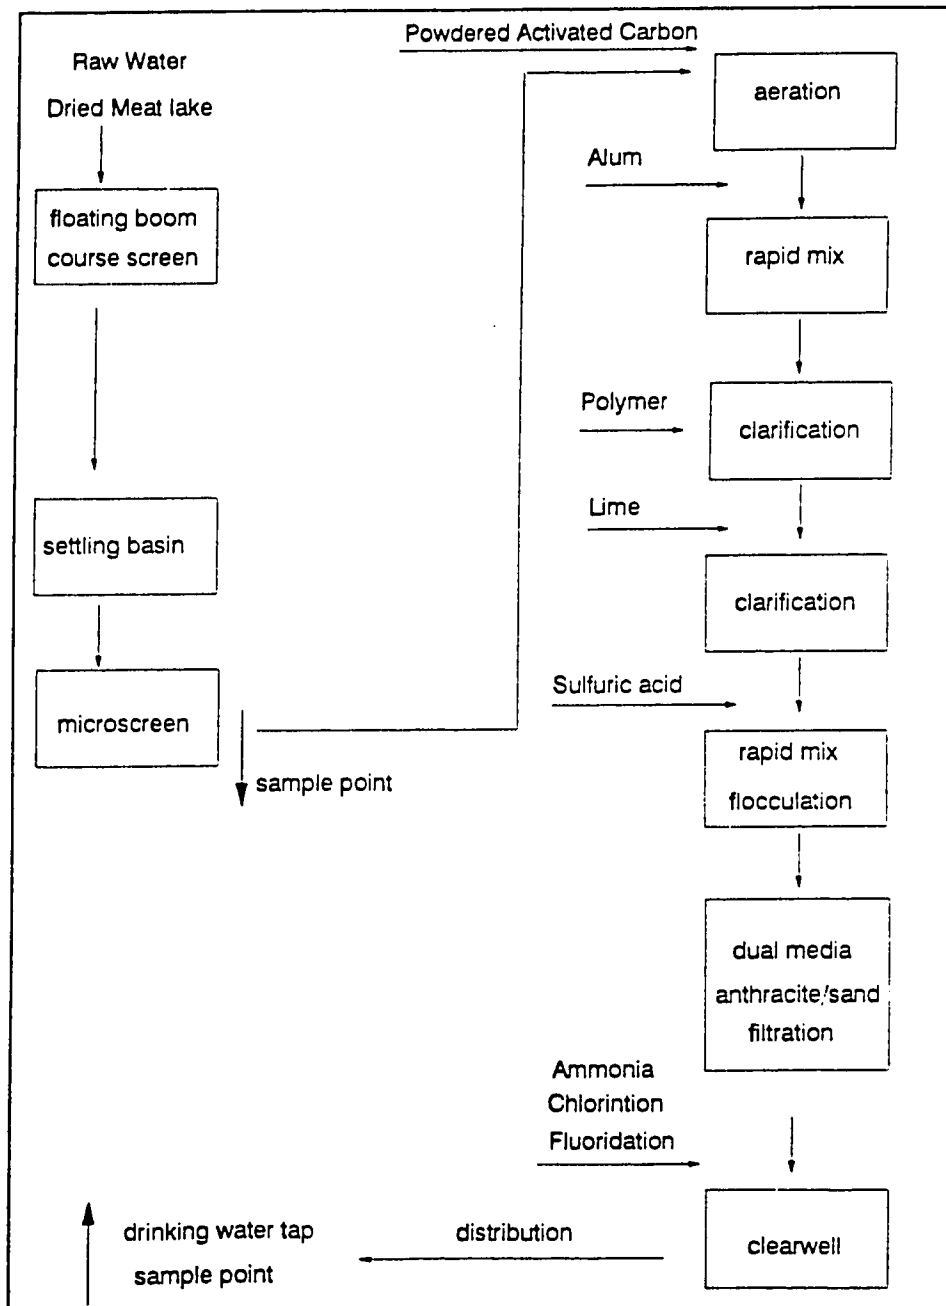 Raw Water
Dried Meat lake
floating boom
course screen
settling basin
microscreen
sample point
Powdered Activated Carbon
aeration
Alum
rapid mix
Polymer
clarification
Lime
clarification
Sulfuric acid
rapid mix
flocculation
dual media
anthracite/sand
filtration
Ammonia
Chlorintion
Fluoridation
clearwell
distribution
drinking water tap
sample point